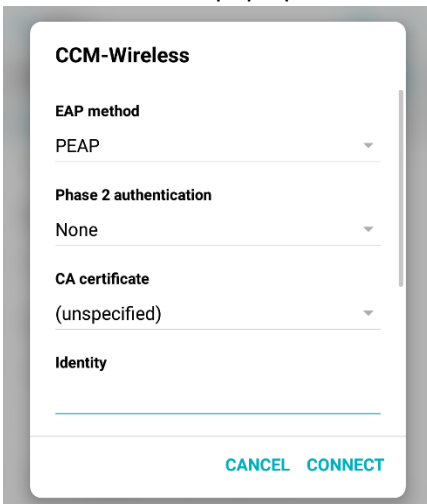 CCM-Wireless
EAP method
PEAP
Phase 2 authentication
None
CA certificate
(unspecified)
Identity
CANCEL CONNECT